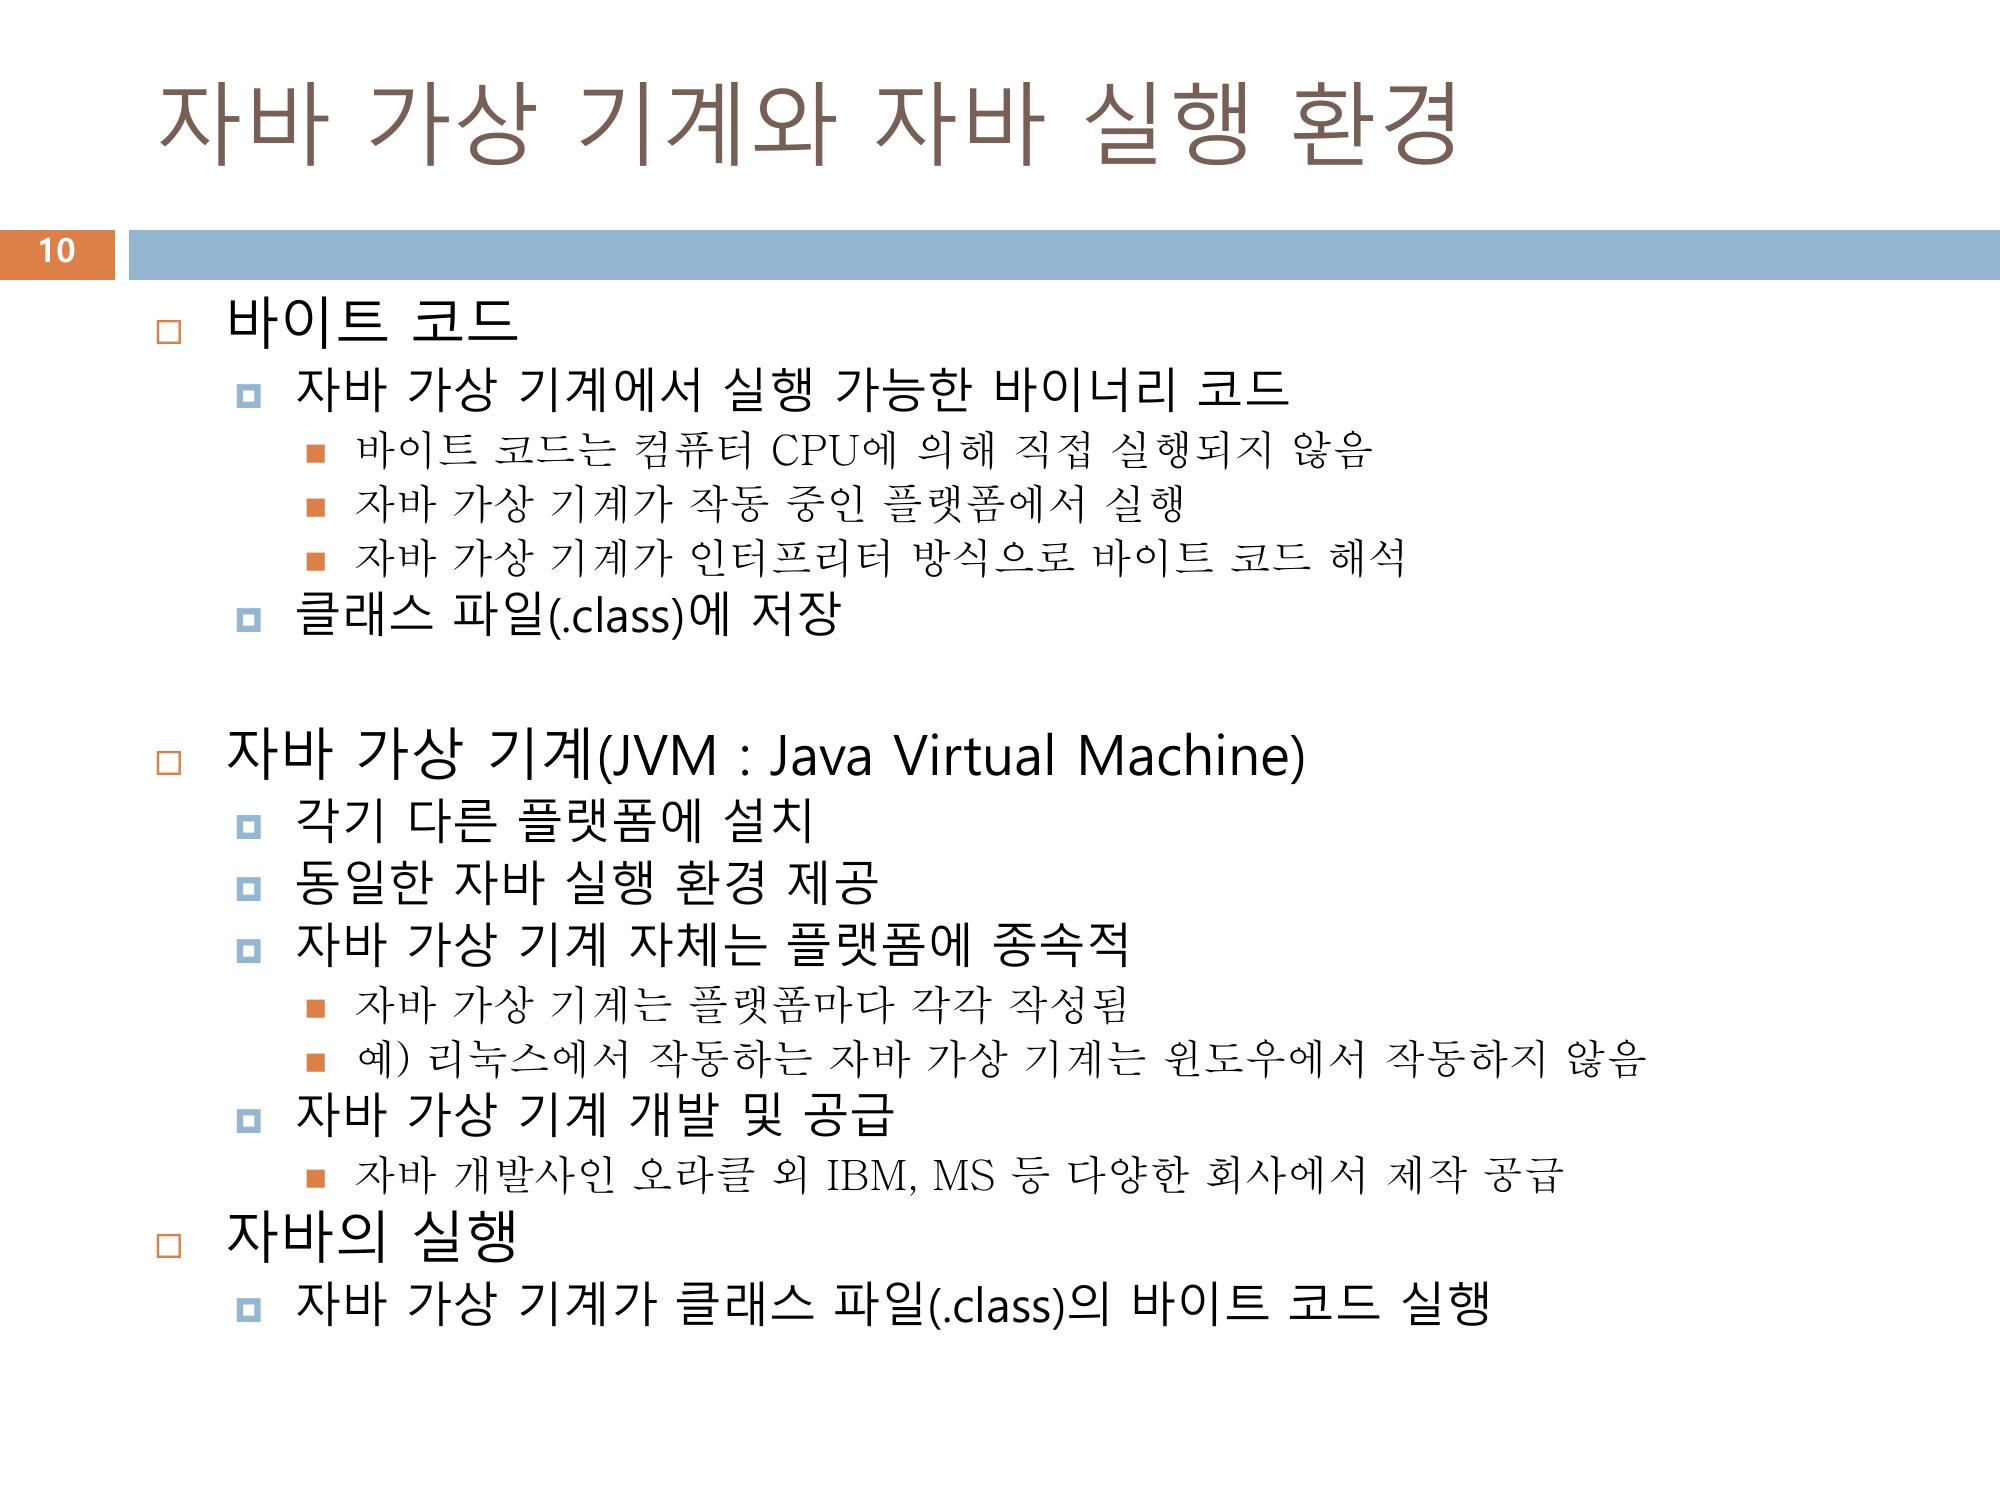 자바 가상 기계와 자바 실행 환경
10
바이트 코드
자바 가상 기계에서 실행 가능한 바이너리 코드
바이트 코드는 컴퓨터 CPU에 의해 직접 실행되지 않음
자바 가상 기계가 작동 중인 플랫폼에서 실행
자바 가상 기계가 인터프리터 방식으로 바이트 코드 해석
클래스 파일(.class)에 저장
자바 가상 기계(JVM : Java Virtual Machine)
각기 다른 플랫폼에 설치
동일한 자바 실행 환경 제공
자바 가상 기계 자체는 플랫폼에 종속적
자바 가상 기계는 플랫폼마다 각각 작성됨
예) 리눅스에서 작동하는 자바 가상 기계는 윈도우에서 작동하지 않음
자바 가상 기계 개발 및 공급
자바 개발사인 오라클 외 IBM, MS 등 다양한 회사에서 제작 공급
자바의 실행
자바 가상 기계가 클래스 파일(.class)의 바이트 코드 실행